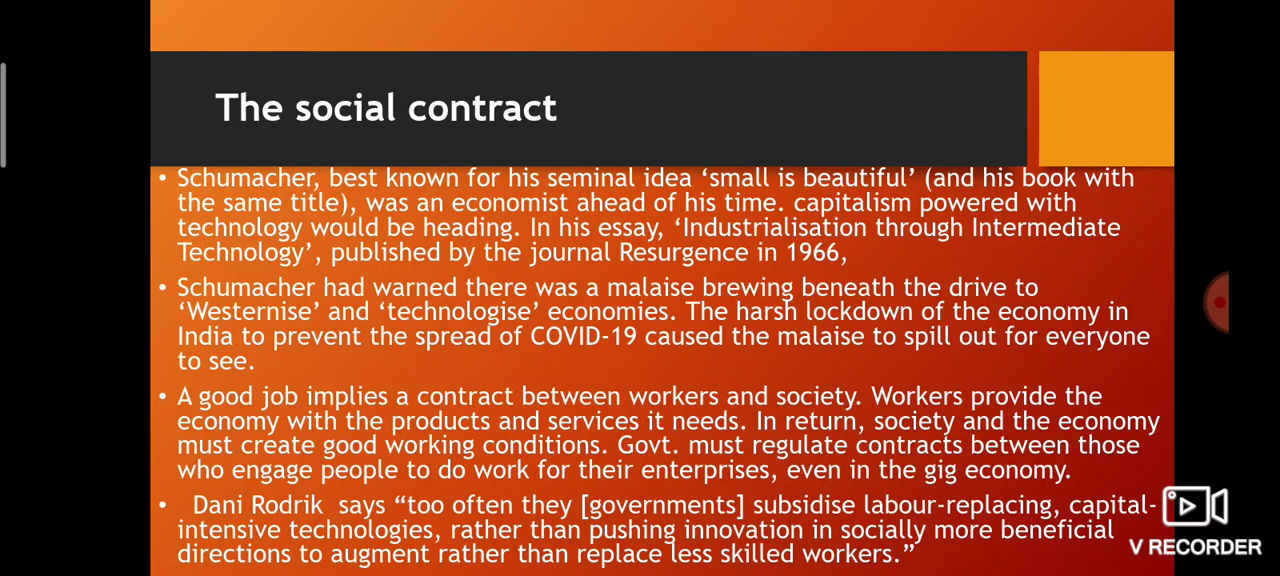 The social contract
• Schumacher, best known for his seminal idea ‘small is beautiful’ (and his book with
the same title), was an economist ahead of his time. capitalism powered with
technology would be heading. In his essay, ‘Industrialisation through Intermediate
Technology’, published by the journal Resurgence in 1966,
• Schumacher had warned there was a malaise brewing beneath the drive to
‘Westernise’ and ‘technologise’ economies. The harsh lockdown of the economy in
India to prevent the spread of COVID-19 caused the malaise to spill out for everyone
to see.
• A good job implies a contract between workers and society. Workers provide the
economy with the products and services it needs. In return, society and the economy
must create good working conditions. Govt. must regulate contracts between those
who engage people to do work for their enterprises, even in the gig economy.
• Dani Rodrik says “too often they [governments] subsidise labour-replacing, capital-
intensive technologies, rather than pushing innovation in socially more beneficial
directions to augment rather than replace less skilled workers.”
V RECORDER